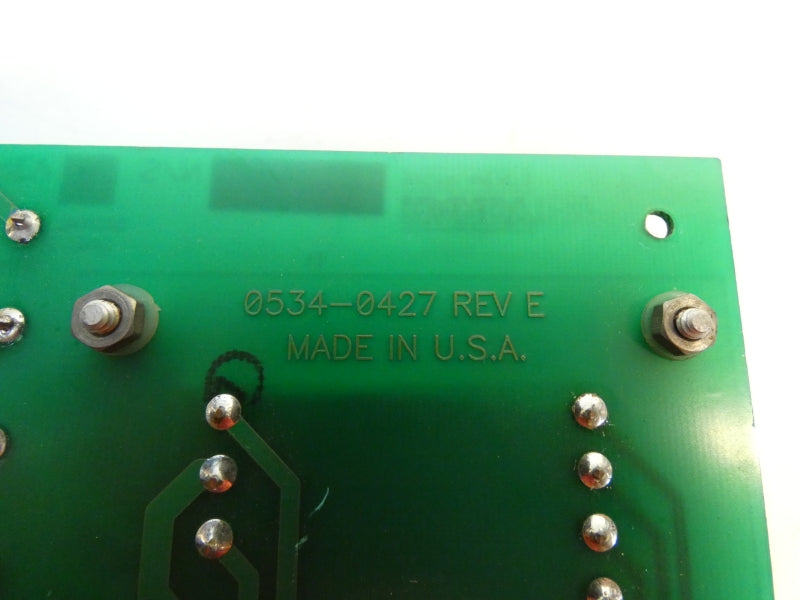 0534-0427 REV E
MADE IN U.S.A.